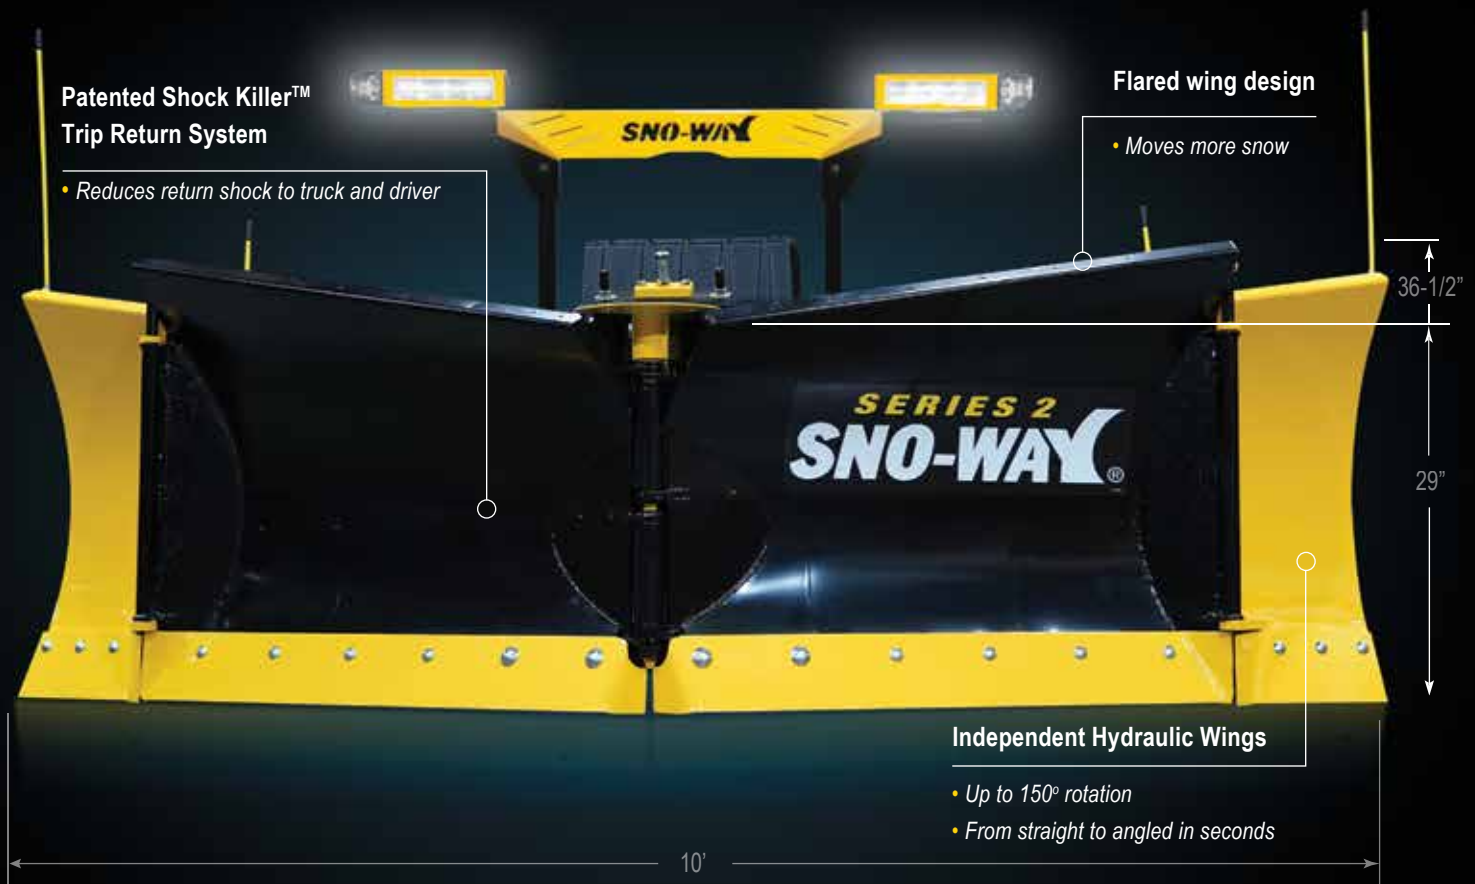 Patented Shock Killer™
Trip Return System
• Reduces return shock to truck and driver
SNO-WAY
Flared wing design
• Moves more snow
36-1/2”
SERIES 2
SNO-WAY®
29”
Independent Hydraulic Wings
• Up to 150º rotation
• From straight to angled in seconds
10’